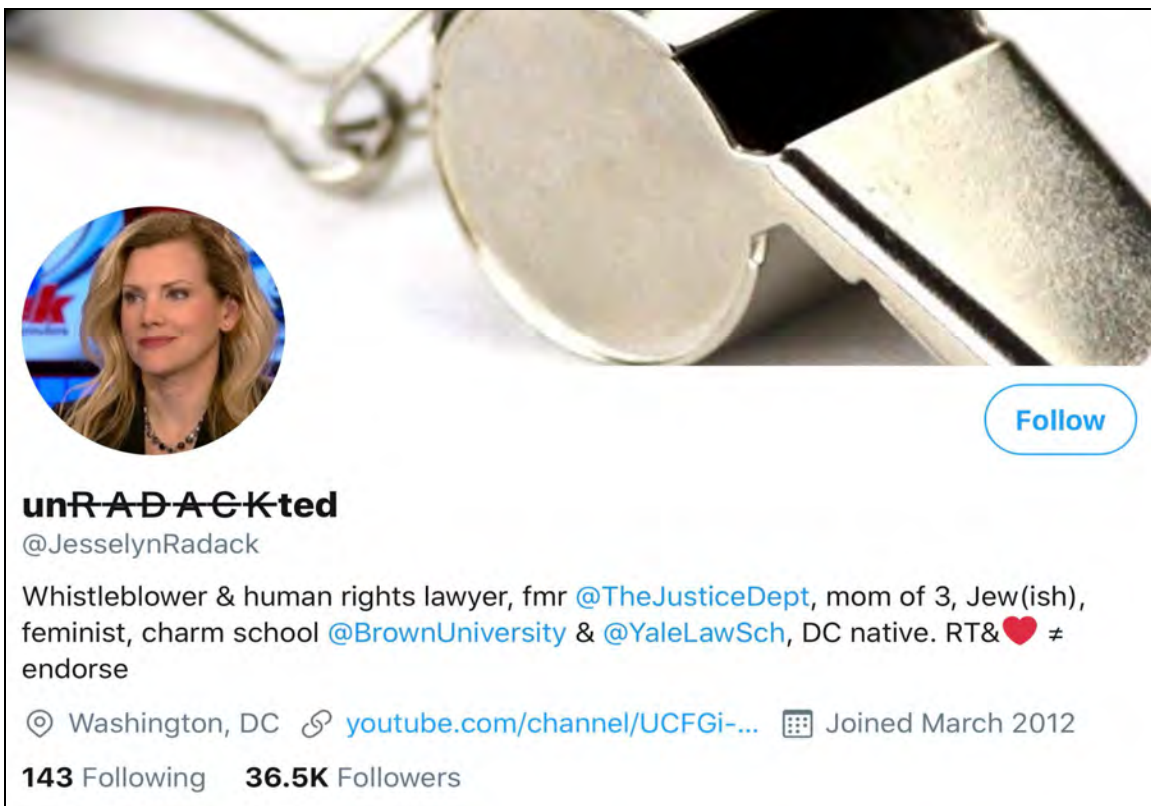 k
Follow
unRADACKted
@JesselynRadack
Whistleblower & human rights lawyer, fmr @TheJusticeDept, mom of 3, Jew(ish),
feminist, charm school @BrownUniversity & @YaleLawSch, DC native. RT&❤️ ≠
endorse
Washington, DC youtube.com/channel/UCFGi-... Joined March 2012
143 Following 36.5K Followers